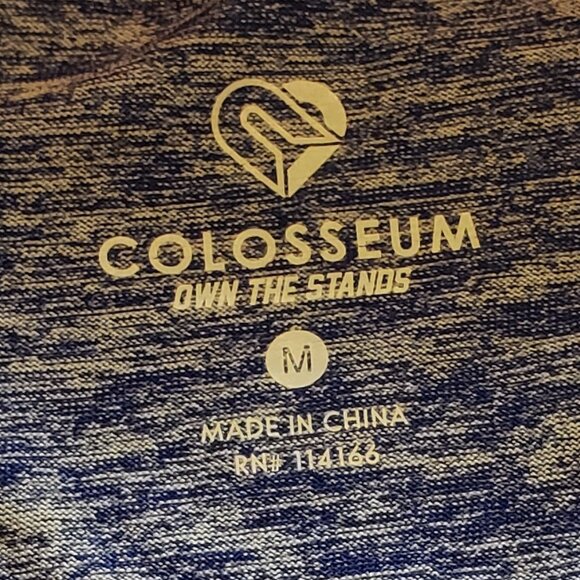 COLOSSEUM
OWN THE STANDS
M
MADE IN CHINA
RN# 114166